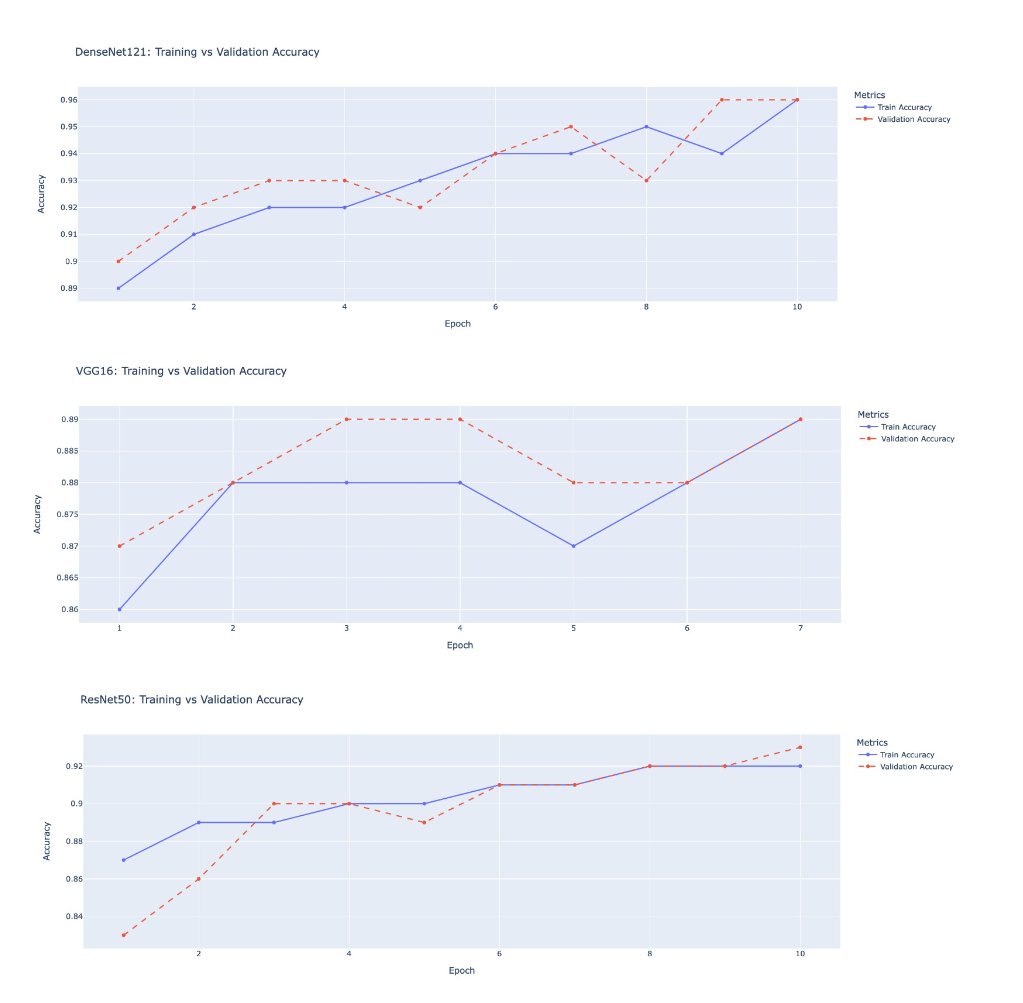 DenseNet121: Training vs Validation Accuracy
Metrics
Train Accuracy
Validation Accuracy
0.96
0.95
0.94
0.93
0.92
0.91
0.9
0.89
Accuracy
2 4 6 8 10
Epoch
VGG16: Training vs Validation Accuracy
Metrics
Train Accuracy
Validation Accuracy
0.89
0.885
0.88
0.875
0.87
0.865
0.86
Accuracy
1 2 3 4 5 6 7
Epoch
ResNet50: Training vs Validation Accuracy
Metrics
Train Accuracy
Validation Accuracy
0.92
0.9
0.88
0.86
0.84
Accuracy
2 4 6 8 10
Epoch